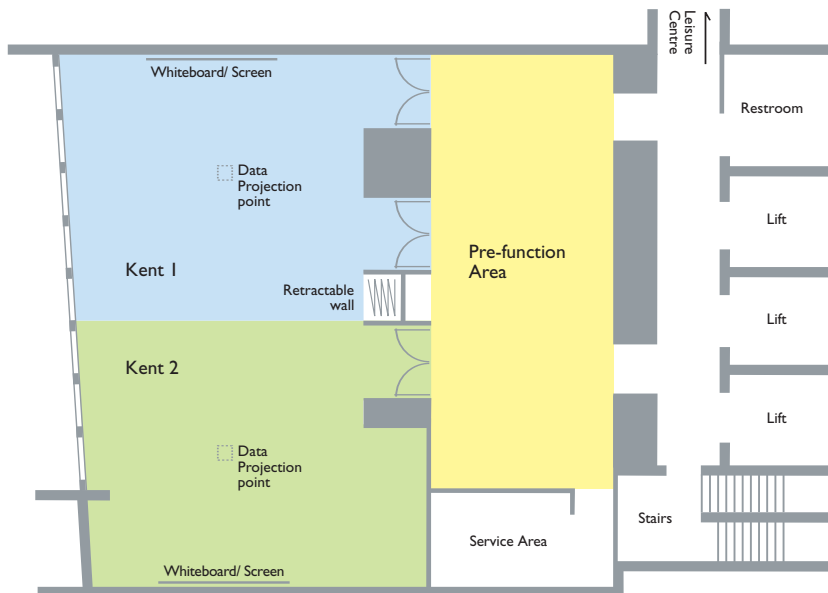 Leisure
Centre
Whiteboard/ Screen
Restroom
Data
Projection
point
Lift
Kent 1
Pre-function
Area
Retractable
wall
Lift
Kent 2
Lift
Data
Projection
point
Stairs
Service Area
Whiteboard/ Screen